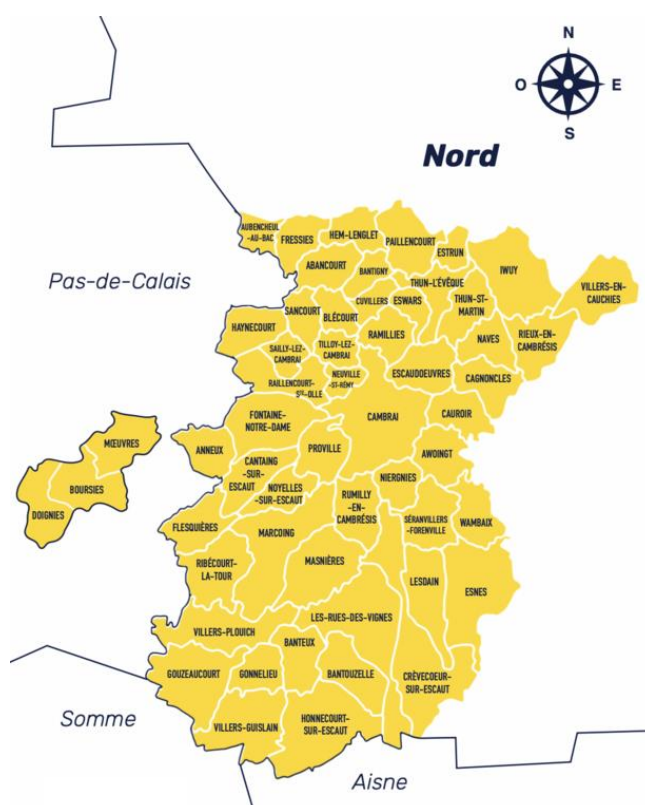 N
O
E
S
Nord
Pas-de-Calais
Somme
Aisne
AUBENCHEUL
-AU-BAC
FRESSIES
HEM-LENGLET
PAILLENCOURT
ESTRUN
IWUY
VILLERS-EN-
CAUCHIES
ABANCOURT
BANTIGNY
THUN-L'ÉVÊQUE
CUVILLERS
ESWARS
THUN-ST-
MARTIN
HAYNECOURT
SANCOURT
BLÉCOURT
RAMILLIES
NAVES
RIEUX-EN-
CAMBRÉSIS
SAILLY-LEZ-
CAMBRAI
TILLOY-LEZ-
CAMBRAI
NEUVILLE
-ST-RÉMY
ESCAUDOEUVRES
CAGNONCLES
RAILLENCOURT-
STE-OLLE
FONTAINE-
NOTRE-DAME
CAMBRAI
CAUROIR
MŒUVRES
BOURSIES
DOIGNIES
ANNEUX
CANTAING
-SUR-
ESCAUT
PROVILLE
AWOINGT
NOYELLES
-SUR-ESCAUT
RUMILLY
-EN-
CAMBRÉSIS
NIERGNIES
FLESQUIÈRES
MARCOING
SÉRANVILLERS
-FORENVILLE
WAMBAIX
RIBÉCOURT-
LA-TOUR
MASNIÈRES
LESDAIN
ESNES
VILLERS-PLOUICH
LES-RUES-DES-VIGNES
BANTEUX
GOUZEAUCOURT
GONNELIEU
BANTOUZELLE
CRÈVECOEUR-
SUR-ESCAUT
VILLERS-GUISLAIN
HONNECOURT
-SUR-ESCAUT